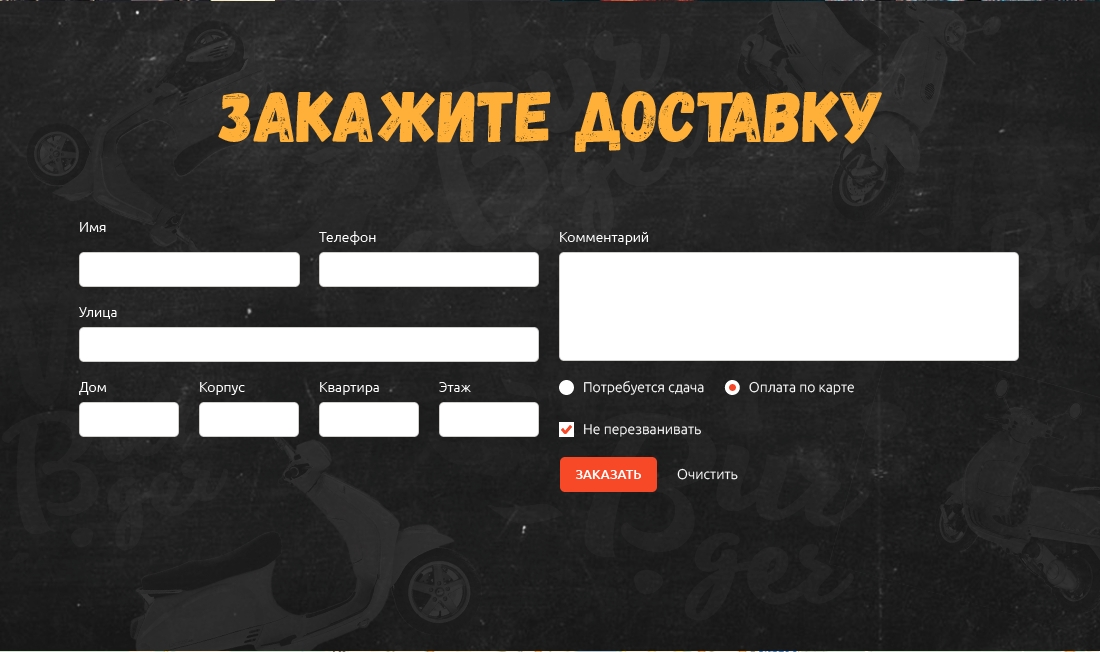 ЗАКАЖИТЕ ДОСТАВКУ
Имя
Телефон
Улица
Дом
Корпус
Квартира
Этаж
Комментарий
Потребуется сдача
Оплата по карте
Не перезванивать
ЗАКАЗАТЬ
Очистить